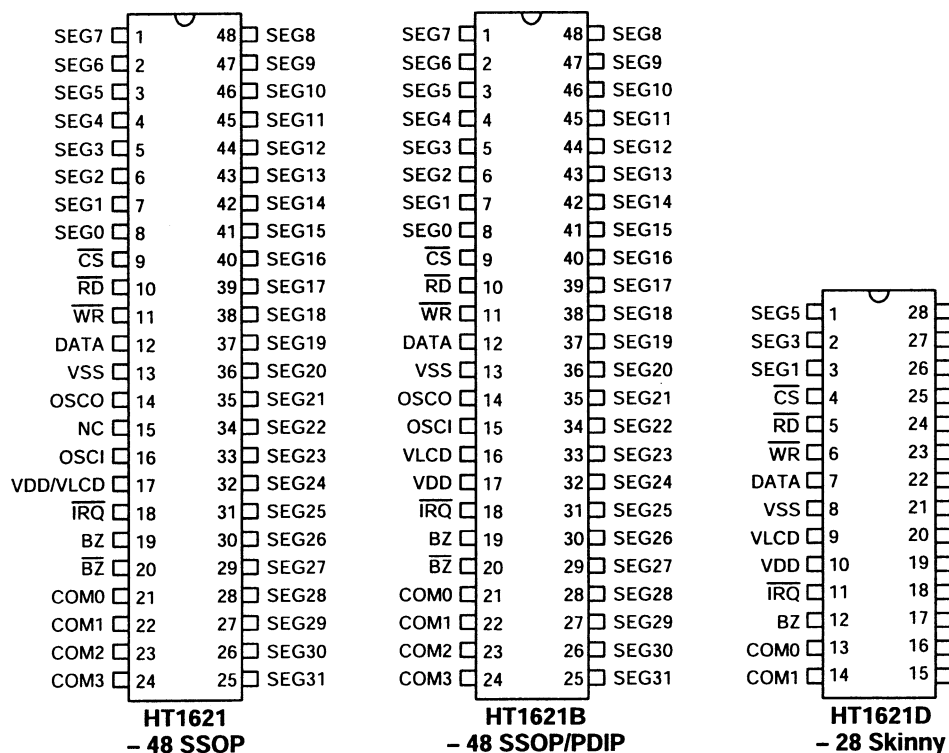 SEG7 1 48 SEG8
SEG6 2 47 SEG9
SEG5 3 46 SEG10
SEG4 4 45 SEG11
SEG3 5 44 SEG12
SEG2 6 43 SEG13
SEG1 7 42 SEG14
SEG0 8 41 SEG15
CS 9 40 SEG16
RD 10 39 SEG17
WR 11 38 SEG18
DATA 12 37 SEG19
VSS 13 36 SEG20
OSCO 14 35 SEG21
NC 15 34 SEG22
OSCI 16 33 SEG23
VDD/VLCD 17 32 SEG24
IRQ 18 31 SEG25
BZ 19 30 SEG26
BZ 20 29 SEG27
COM0 21 28 SEG28
COM1 22 27 SEG29
COM2 23 26 SEG30
COM3 24 25 SEG31
HT1621
– 48 SSOP
SEG7 1 48 SEG8
SEG6 2 47 SEG9
SEG5 3 46 SEG10
SEG4 4 45 SEG11
SEG3 5 44 SEG12
SEG2 6 43 SEG13
SEG1 7 42 SEG14
SEG0 8 41 SEG15
CS 9 40 SEG16
RD 10 39 SEG17
WR 11 38 SEG18
DATA 12 37 SEG19
VSS 13 36 SEG20
OSCO 14 35 SEG21
OSCI 15 34 SEG22
VLCD 16 33 SEG23
VDD 17 32 SEG24
IRQ 18 31 SEG25
BZ 19 30 SEG26
BZ 20 29 SEG27
COM0 21 28 SEG28
COM1 22 27 SEG29
COM2 23 26 SEG30
COM3 24 25 SEG31
HT1621B
– 48 SSOP/PDIP
SEG5 1 28
SEG3 2 27
SEG1 3 26
CS 4 25
RD 5 24
WR 6 23
DATA 7 22
VSS 8 21
VLCD 9 20
VDD 10 19
IRQ 11 18
BZ 12 17
COM0 13 16
COM1 14 15
HT1621D
– 28 Skinny